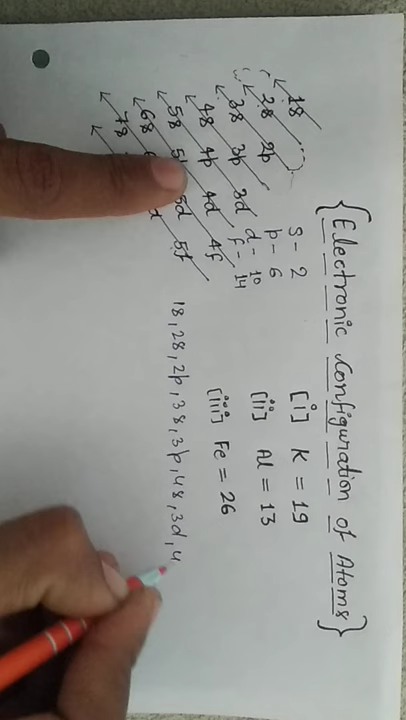 {Electronic Configuration of Atoms}
1s
2s 2p
3s 3p 3d
4s 4p 4d 4f
5s 5d 5f
6s
7s
s - 2
p - 6
d - 10
f - 14
[i] K = 19
[ii] Al = 13
[iii] Fe = 26
1s, 2s, 2p, 3s, 3p, 4s, 3d, 4